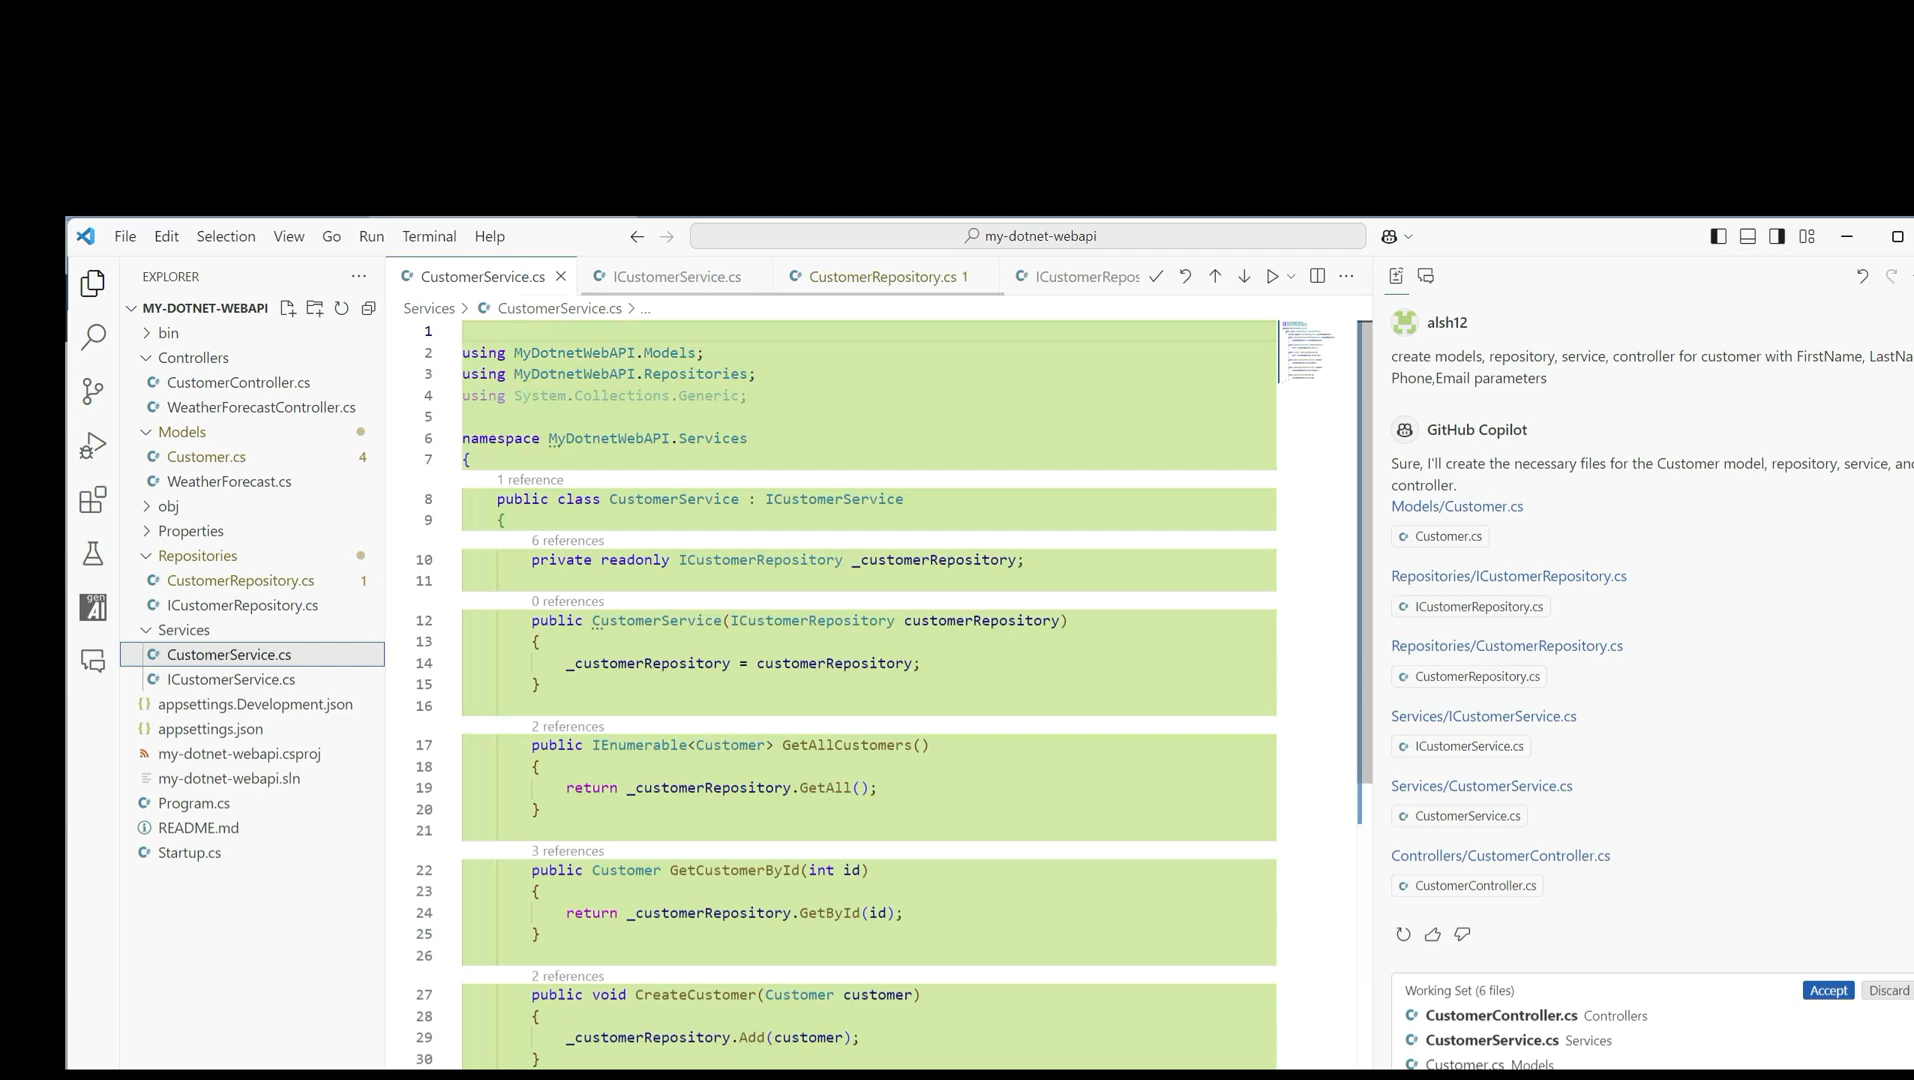 File Edit Selection View Go Run Terminal Help
my-dotnet-webapi
EXPLORER
MY-DOTNET-WEBAPI
bin
Controllers
CustomerController.cs
WeatherForecastController.cs
Models
Customer.cs 4
WeatherForecast.cs
obj
Properties
Repositories
CustomerRepository.cs 1
ICustomerRepository.cs
Services
CustomerService.cs
ICustomerService.cs
appsettings.Development.json
appsettings.json
my-dotnet-webapi.csproj
my-dotnet-webapi.sln
Program.cs
README.md
Startup.cs
gen
AI
CustomerService.cs ICustomerService.cs CustomerRepository.cs 1 ICustomerRepos
Services > CustomerService.cs > ...
1
2 using MyDotnetWebAPI.Models;
3 using MyDotnetWebAPI.Repositories;
4 using System.Collections.Generic;
5
6 namespace MyDotnetWebAPI.Services
7 {
1 reference
8 public class CustomerService : ICustomerService
9 {
6 references
10 private readonly ICustomerRepository _customerRepository;
11
0 references
12 public CustomerService(ICustomerRepository customerRepository)
13 {
14 _customerRepository = customerRepository;
15 }
16
2 references
17 public IEnumerable<Customer> GetAllCustomers()
18 {
19 return _customerRepository.GetAll();
20 }
21
3 references
22 public Customer GetCustomerById(int id)
23 {
24 return _customerRepository.GetById(id);
25 }
26
2 references
27 public void CreateCustomer(Customer customer)
28 {
29 _customerRepository.Add(customer);
30 }
alsh12
create models, repository, service, controller for customer with FirstName, LastNa
Phone,Email parameters
GitHub Copilot
Sure, I'll create the necessary files for the Customer model, repository, service, and
controller.
Models/Customer.cs
Customer.cs
Repositories/ICustomerRepository.cs
ICustomerRepository.cs
Repositories/CustomerRepository.cs
CustomerRepository.cs
Services/ICustomerService.cs
ICustomerService.cs
Services/CustomerService.cs
CustomerService.cs
Controllers/CustomerController.cs
CustomerController.cs
Working Set (6 files) Accept Discard
CustomerController.cs Controllers
CustomerService.cs Services
Customer.cs Models